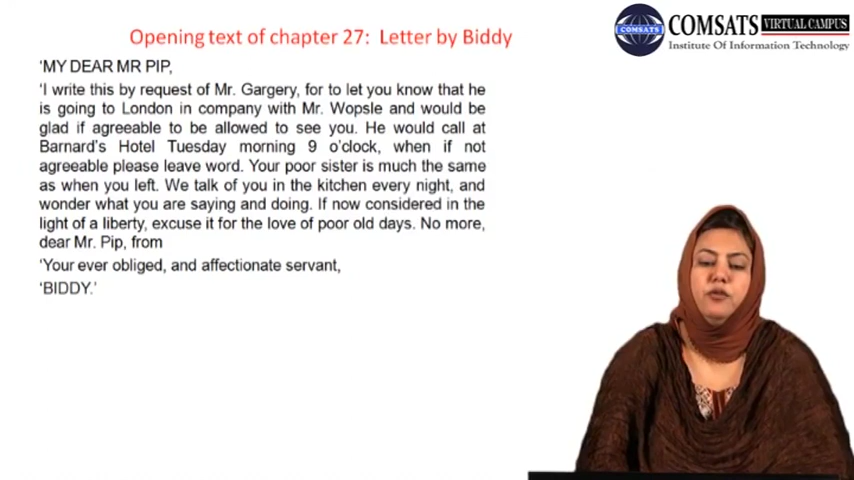 Opening text of chapter 27: Letter by Biddy
COMSATS
COMSATS VIRTUAL CAMPUS
Institute Of Information Technology
'MY DEAR MR PIP,
'I write this by request of Mr. Gargery, for to let you know that he
is going to London in company with Mr. Wopsle and would be
glad if agreeable to be allowed to see you. He would call at
Barnard's Hotel Tuesday morning 9 o'clock, when if not
agreeable please leave word. Your poor sister is much the same
as when you left. We talk of you in the kitchen every night, and
wonder what you are saying and doing. If now considered in the
light of a liberty, excuse it for the love of poor old days. No more,
dear Mr. Pip, from
'Your ever obliged, and affectionate servant,
'BIDDY.'